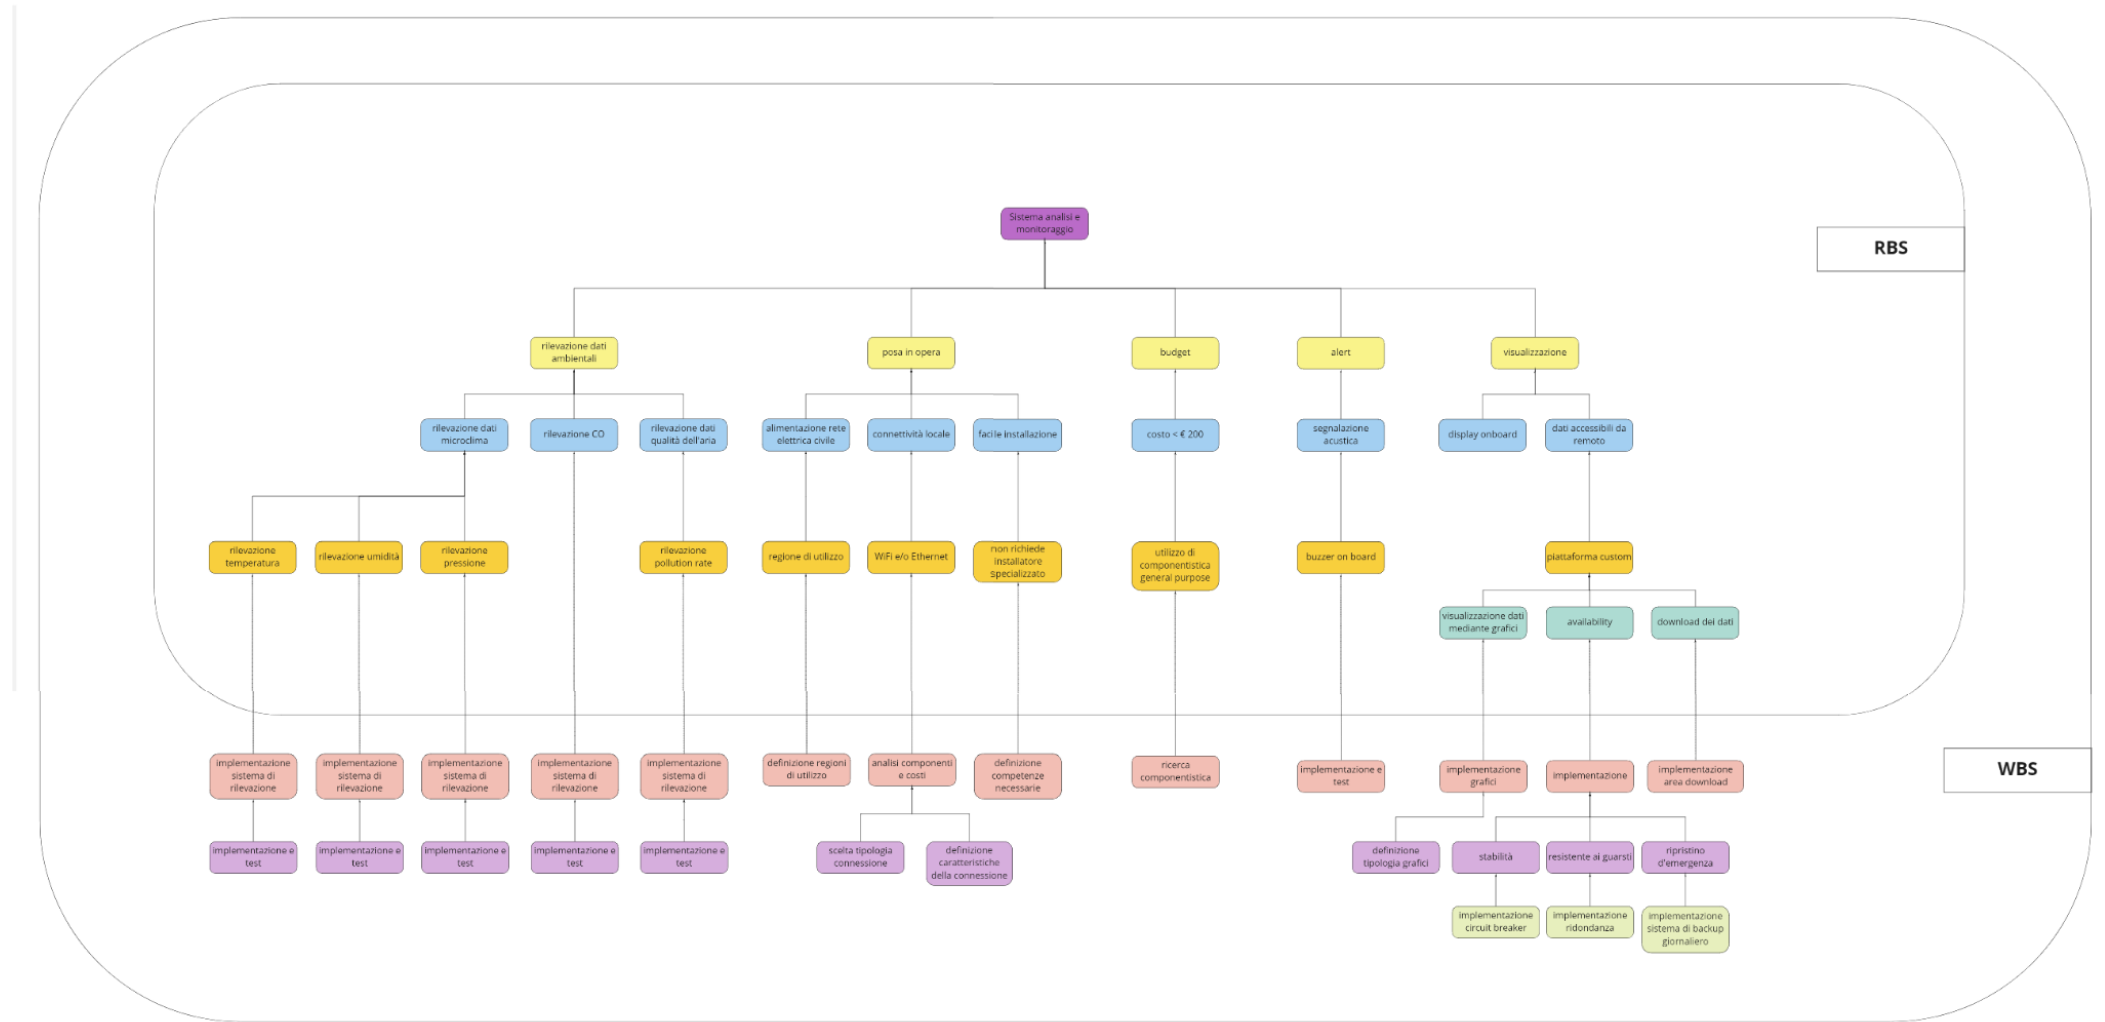 Sistema analisi e
monitoraggio
RBS
rilevazione dati
ambientali
posa in opera
budget
alert
visualizzazione
rilevazione dati
microclima
rilevazione CO
rilevazione dati
qualità dell'aria
alimentazione rete
elettrica civile
connettività locale
facile installazione
costo < € 200
segnalazione
acustica
display onboard
dati accessibili da
remoto
rilevazione
temperatura
rilevazione umidità
rilevazione
pressione
rilevazione
pollution rate
regione di utilizzo
WiFi e/o Ethernet
non richiede
installatore
specializzato
utilizzo di
componentistica
general purpose
buzzer on board
piattaforma custom
visualizzazione dati
mediante grafici
availability
download dei dati
implementazione
sistema di
rilevazione
implementazione
sistema di
rilevazione
implementazione
sistema di
rilevazione
implementazione
sistema di
rilevazione
implementazione
sistema di
rilevazione
definizione regioni
di utilizzo
analisi componenti
e costi
definizione
competenze
necessarie
ricerca
componentistica
implementazione e
test
implementazione
grafici
implementazione
implementazione
area download
WBS
implementazione e
test
implementazione e
test
implementazione e
test
implementazione e
test
implementazione e
test
scelta tipologia
connessione
definizione
caratteristiche
della connessione
definizione
tipologia grafici
stabilità
resistente ai guarsti
ripristino
d'emergenza
implementazione
circuit breaker
implementazione
ridondanza
implementazione
sistema di backup
giornaliero